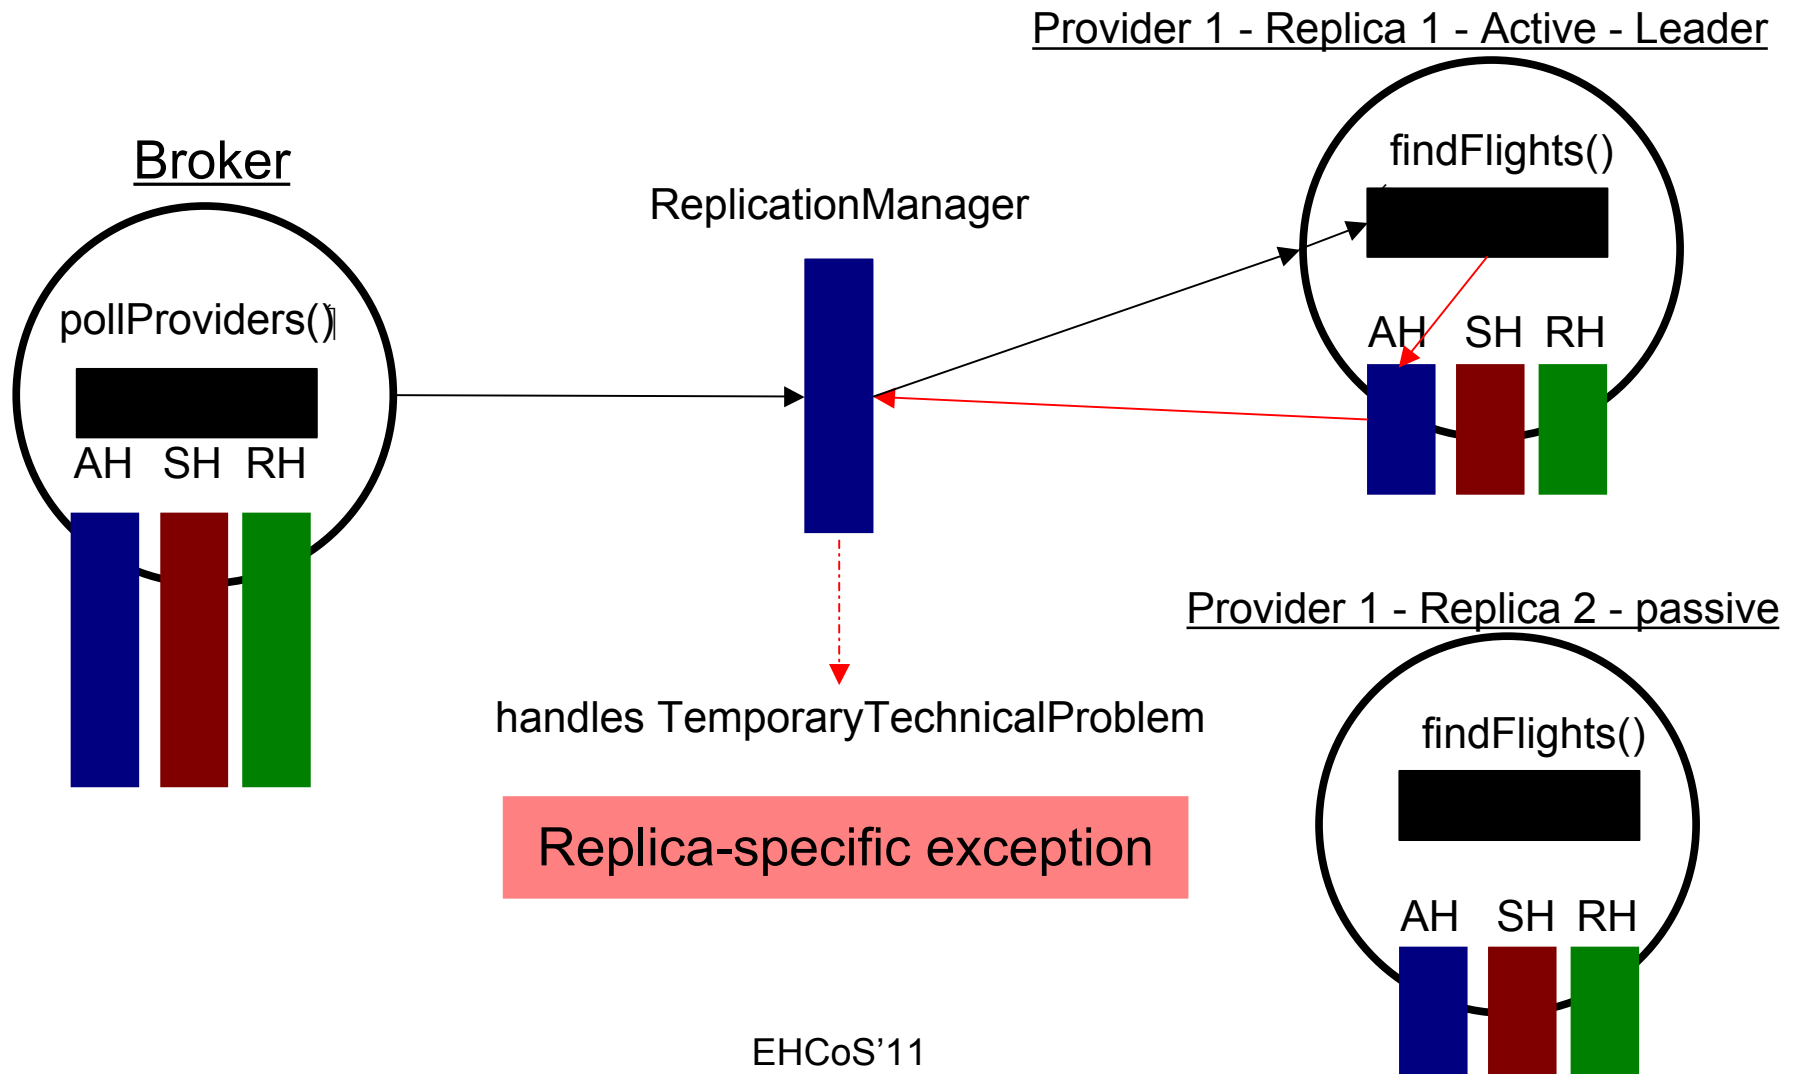 Provider 1 - Replica 1 - Active - Leader
Broker
findFlights()
ReplicationManager
pollProviders()
AH SH RH
AH SH RH
Provider 1 - Replica 2 - passive
handles TemporaryTechnicalProblem
findFlights()
Replica-specific exception
AH SH RH
EHCoS’11